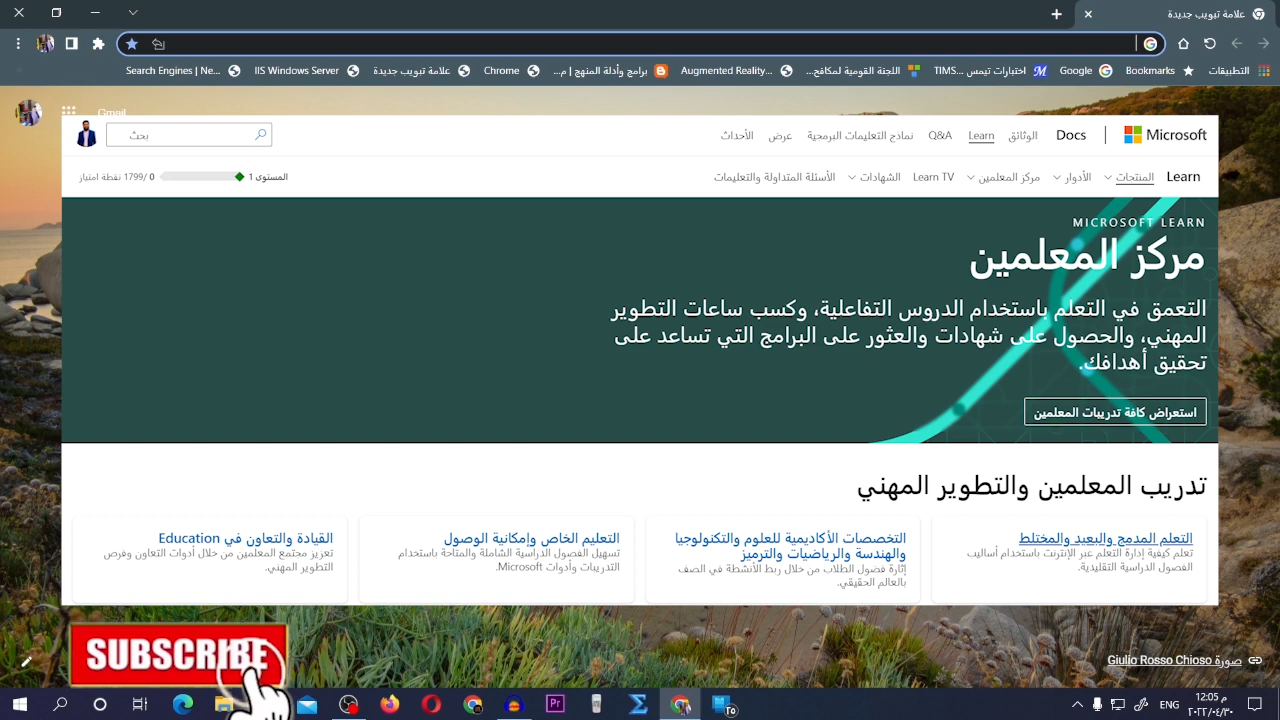 علامة تبويب جديدة
التطبيقات
Bookmarks
Google
اختبارات تيمس ...TIMS
اللجنة القومية لمكافح...
Augmented Reality...
برامج وأدلة المنهج | م...
Chrome
علامة تبويب جديدة
IIS Windows Server
Search Engines | Ne...
Gmail
Microsoft
Docs
الوثائق
Learn
Q&A
نماذج التعليمات البرمجية
عرض
الأحداث
بحث
Learn
المنتجات
الأدوار
مركز المعلمين
Learn TV
الشهادات
الأسئلة المتداولة والتعليمات
المستوى 1
0 /1799 نقطة امتياز
MICROSOFT LEARN
مركز المعلمين
التعمق في التعلم باستخدام الدروس التفاعلية، وكسب ساعات التطوير
المهني، والحصول على شهادات والعثور على البرامج التي تساعد على
تحقيق أهدافك.
استعراض كافة تدريبات المعلمين
تدريب المعلمين والتطوير المهني
التعلم المدمج والبعيد والمختلط
تعلم كيفية إدارة التعلم عبر الإنترنت باستخدام أساليب
الفصول الدراسية التقليدية.
التخصصات الأكاديمية للعلوم والتكنولوجيا
والهندسة والرياضيات والترميز
إثارة فضول الطلاب من خلال ربط الأنشطة في الصف
بالعالم الحقيقي.
التعليم الخاص وإمكانية الوصول
تسهيل الفصول الدراسية الشاملة والمتاحة باستخدام
التدريبات وأدوات Microsoft.
القيادة والتعاون في Education
تعزيز مجتمع المعلمين من خلال أدوات التعاون وفرص
التطوير المهني.
SUBSCRIBE
صورة Giulio Rosso Chioso
ENG
12:05 م
٢٠٢٢/٠٤/٣٠